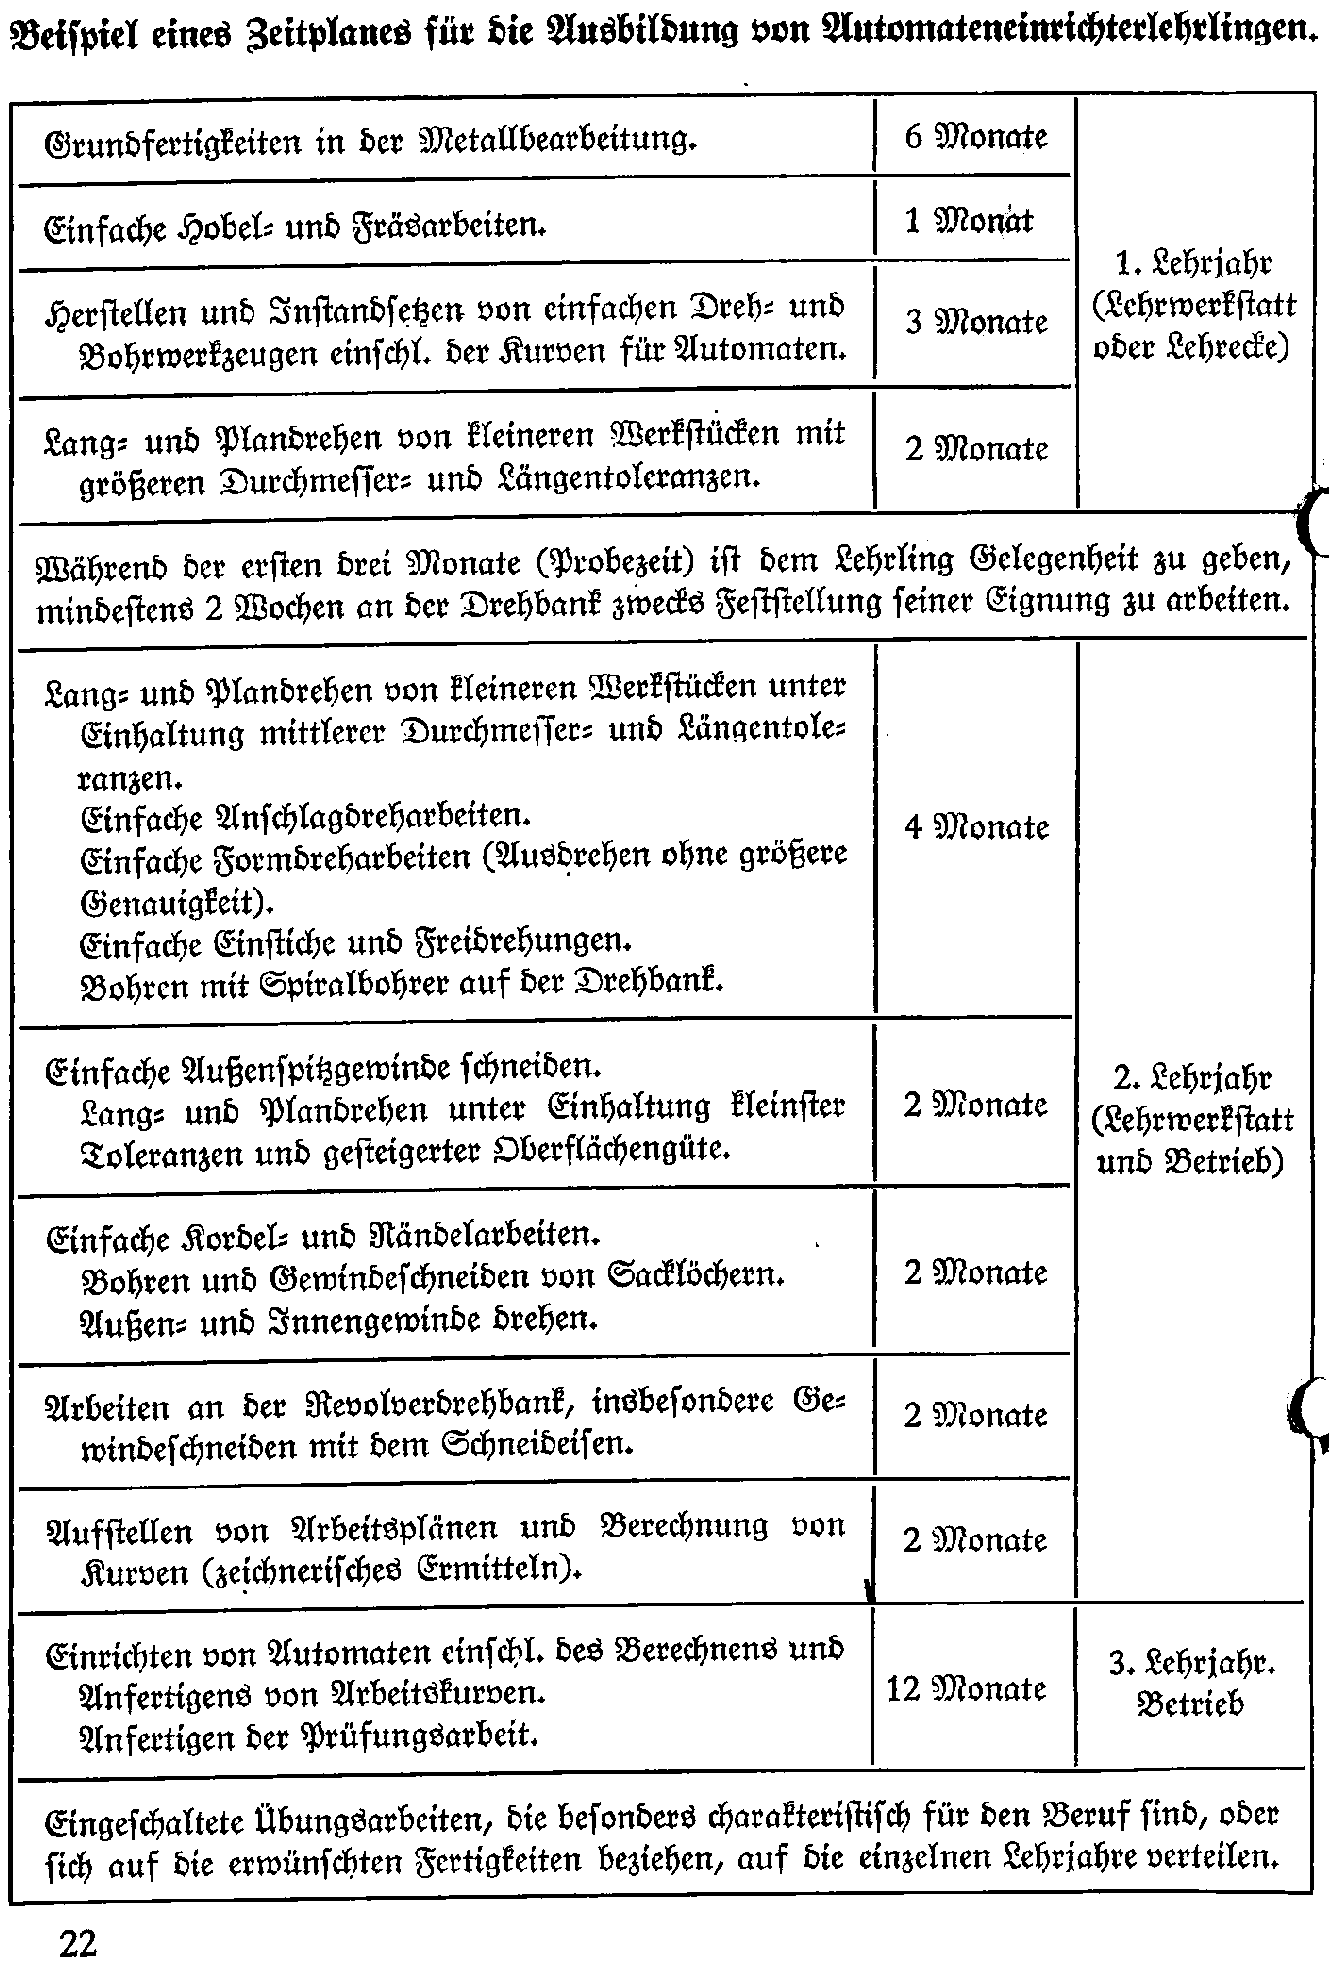 Beispiel eines Zeitplanes für die Ausbildung von Automateneinrichterlehrlingen.
Grundfertigkeiten in der Metallbearbeitung.
6 Monate
Einfache Hobel- und Fräsarbeiten.
1 Monat
Herstellen und Instandsetzen von einfachen Dreh- und
Bohrwerkzeugen einschl. der Kurven für Automaten.
3 Monate
Lang- und Plandrehen von kleineren Werkstücken mit
größeren Durchmesser- und Längentoleranzen.
2 Monate
1. Lehrjahr
(Lehrwerkstatt
oder Lehrecke)
Während der ersten drei Monate (Probezeit) ist dem Lehrling Gelegenheit zu geben,
mindestens 2 Wochen an der Drehbank zwecks Feststellung seiner Eignung zu arbeiten.
Lang- und Plandrehen von kleineren Werkstücken unter
Einhaltung mittlerer Durchmesser- und Längentole-
ranzen.
Einfache Anschlagdreharbeiten.
Einfache Formdreharbeiten (Ausdrehen ohne größere
Genauigkeit).
Einfache Einstiche und Freidrehungen.
Bohren mit Spiralbohrer auf der Drehbank.
4 Monate
Einfache Außenspitzgewinde schneiden.
Lang- und Plandrehen unter Einhaltung kleinster
Toleranzen und gesteigerter Oberflächengüte.
2 Monate
Einfache Kordel- und Rändelarbeiten.
Bohren und Gewindeschneiden von Sacklöchern.
Außen- und Innengewinde drehen.
2 Monate
Arbeiten an der Revolverdrehbank, insbesondere Ge-
windeschneiden mit dem Schneideisen.
2 Monate
Aufstellen von Arbeitsplänen und Berechnung von
Kurven (zeichnerisches Ermitteln).
2 Monate
2. Lehrjahr
(Lehrwerkstatt
und Betrieb)
Einrichten von Automaten einschl. des Berechnens und
Anfertigens von Arbeitskurven.
Anfertigen der Prüfungsarbeit.
12 Monate
3. Lehrjahr.
Betrieb
Eingeschaltete Übungsarbeiten, die besonders charakteristisch für den Beruf sind, oder
sich auf die erwünschten Fertigkeiten beziehen, auf die einzelnen Lehrjahre verteilen.
22